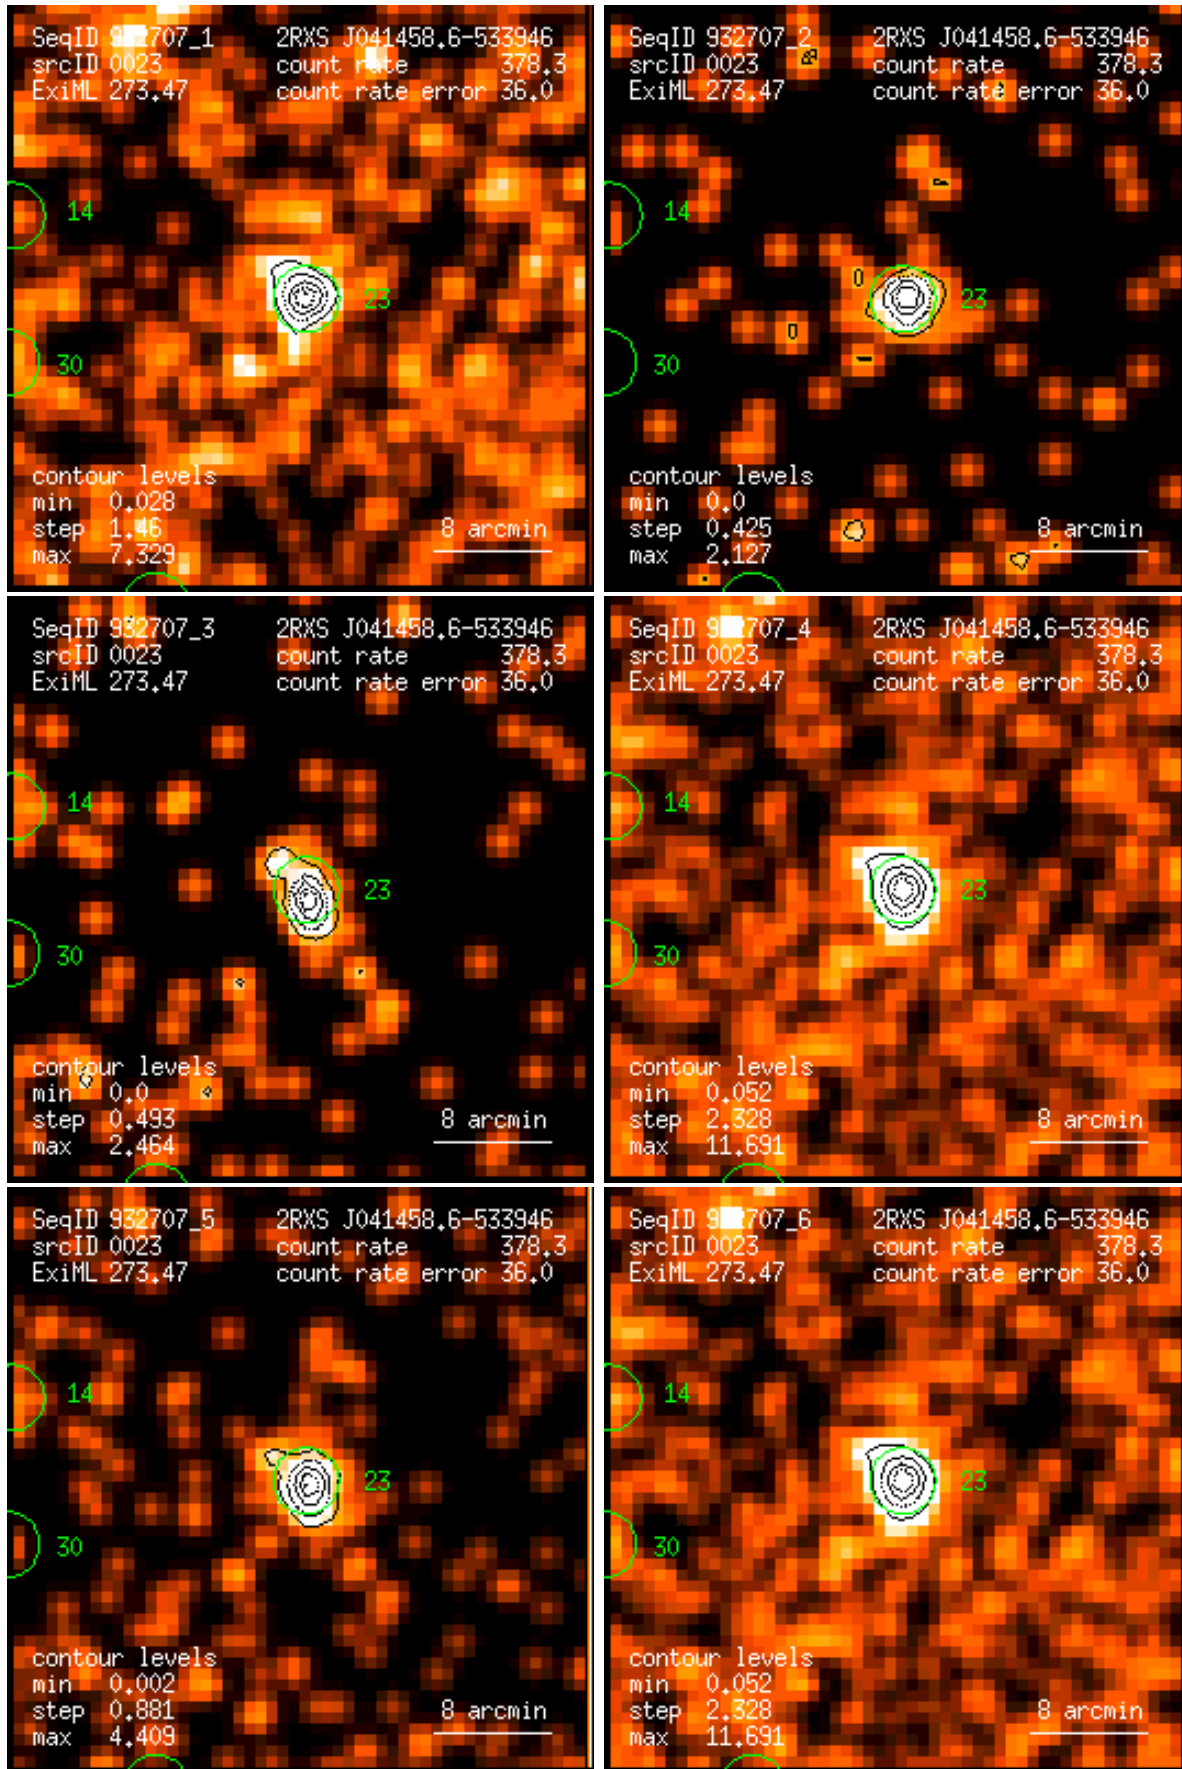 SeqID 932707_1 2RXS J041458.6-533946
srcID 0023 count rate 378.3
ExiML 273.47 count rate error 36.0
14
23
30
contour levels
min 0.028
step 1.46 8 arcmin
max 7.329
SeqID 932707_2 2RXS J041458.6-533946
srcID 0023 count rate 378.3
ExiML 273.47 count rate error 36.0
14
23
30
contour levels
min 0.0
step 0.425 8 arcmin
max 2.127
SeqID 932707_3 2RXS J041458.6-533946
srcID 0023 count rate 378.3
ExiML 273.47 count rate error 36.0
14
23
30
contour levels
min 0.0
step 0.493 8 arcmin
max 2.464
SeqID 932707_4 2RXS J041458.6-533946
srcID 0023 count rate 378.3
ExiML 273.47 count rate error 36.0
14
23
30
contour levels
min 0.052
step 2.328 8 arcmin
max 11.691
SeqID 932707_5 2RXS J041458.6-533946
srcID 0023 count rate 378.3
ExiML 273.47 count rate error 36.0
14
23
30
contour levels
min 0.002
step 0.881 8 arcmin
max 4.409
SeqID 932707_6 2RXS J041458.6-533946
srcID 0023 count rate 378.3
ExiML 273.47 count rate error 36.0
14
23
30
contour levels
min 0.052
step 2.328 8 arcmin
max 11.691